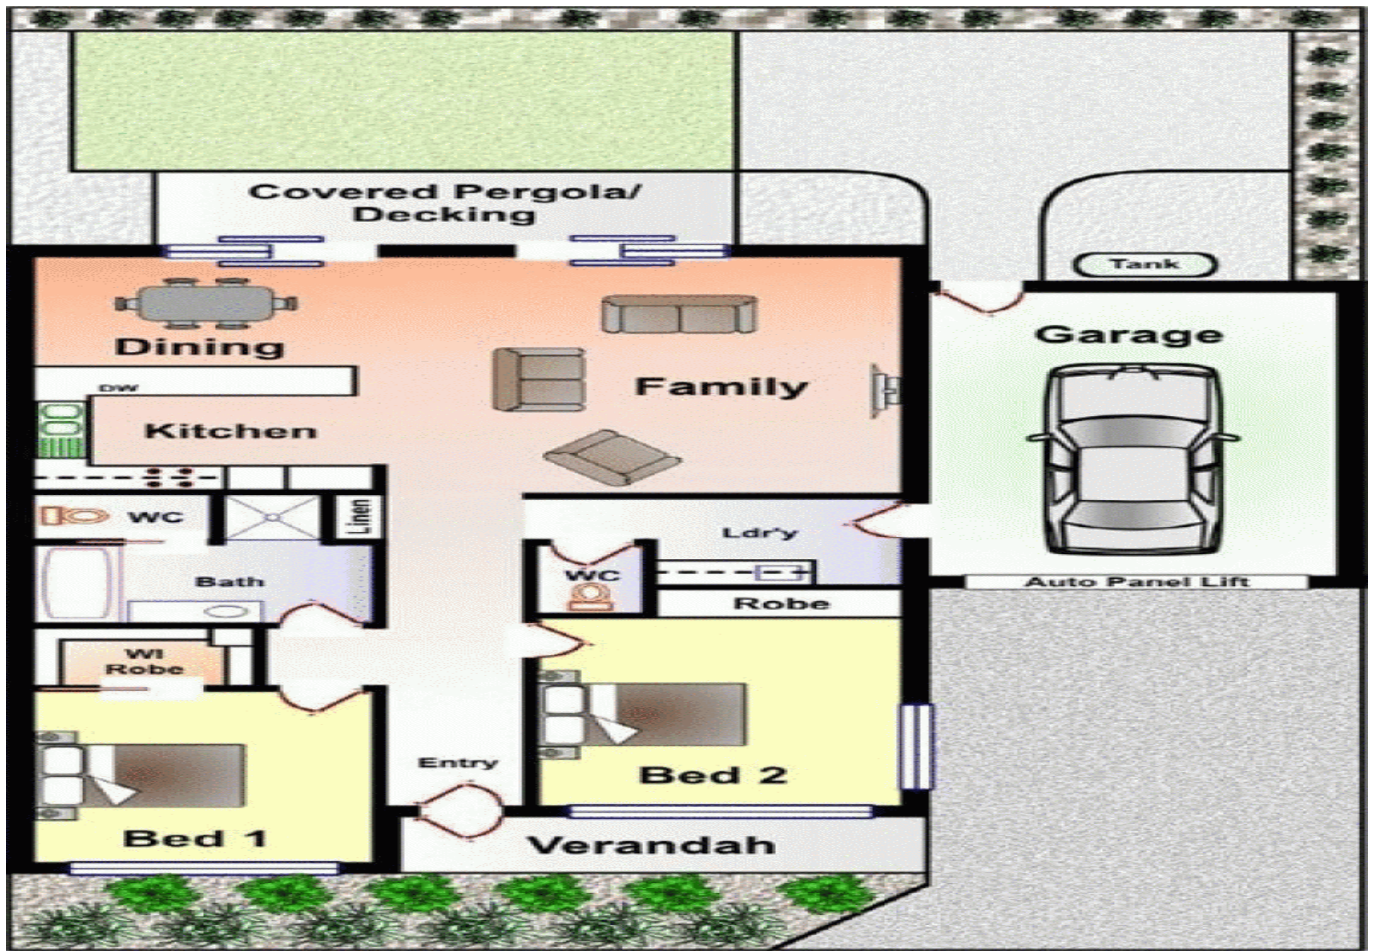 Covered Pergola/
Decking
Tank
Garage
Dining
Family
DW
Kitchen
WC
Linen
Ldr'y
Bath
WC
Auto Panel Lift
Robe
WI
Robe
Entry
Bed 2
Bed 1
Verandah